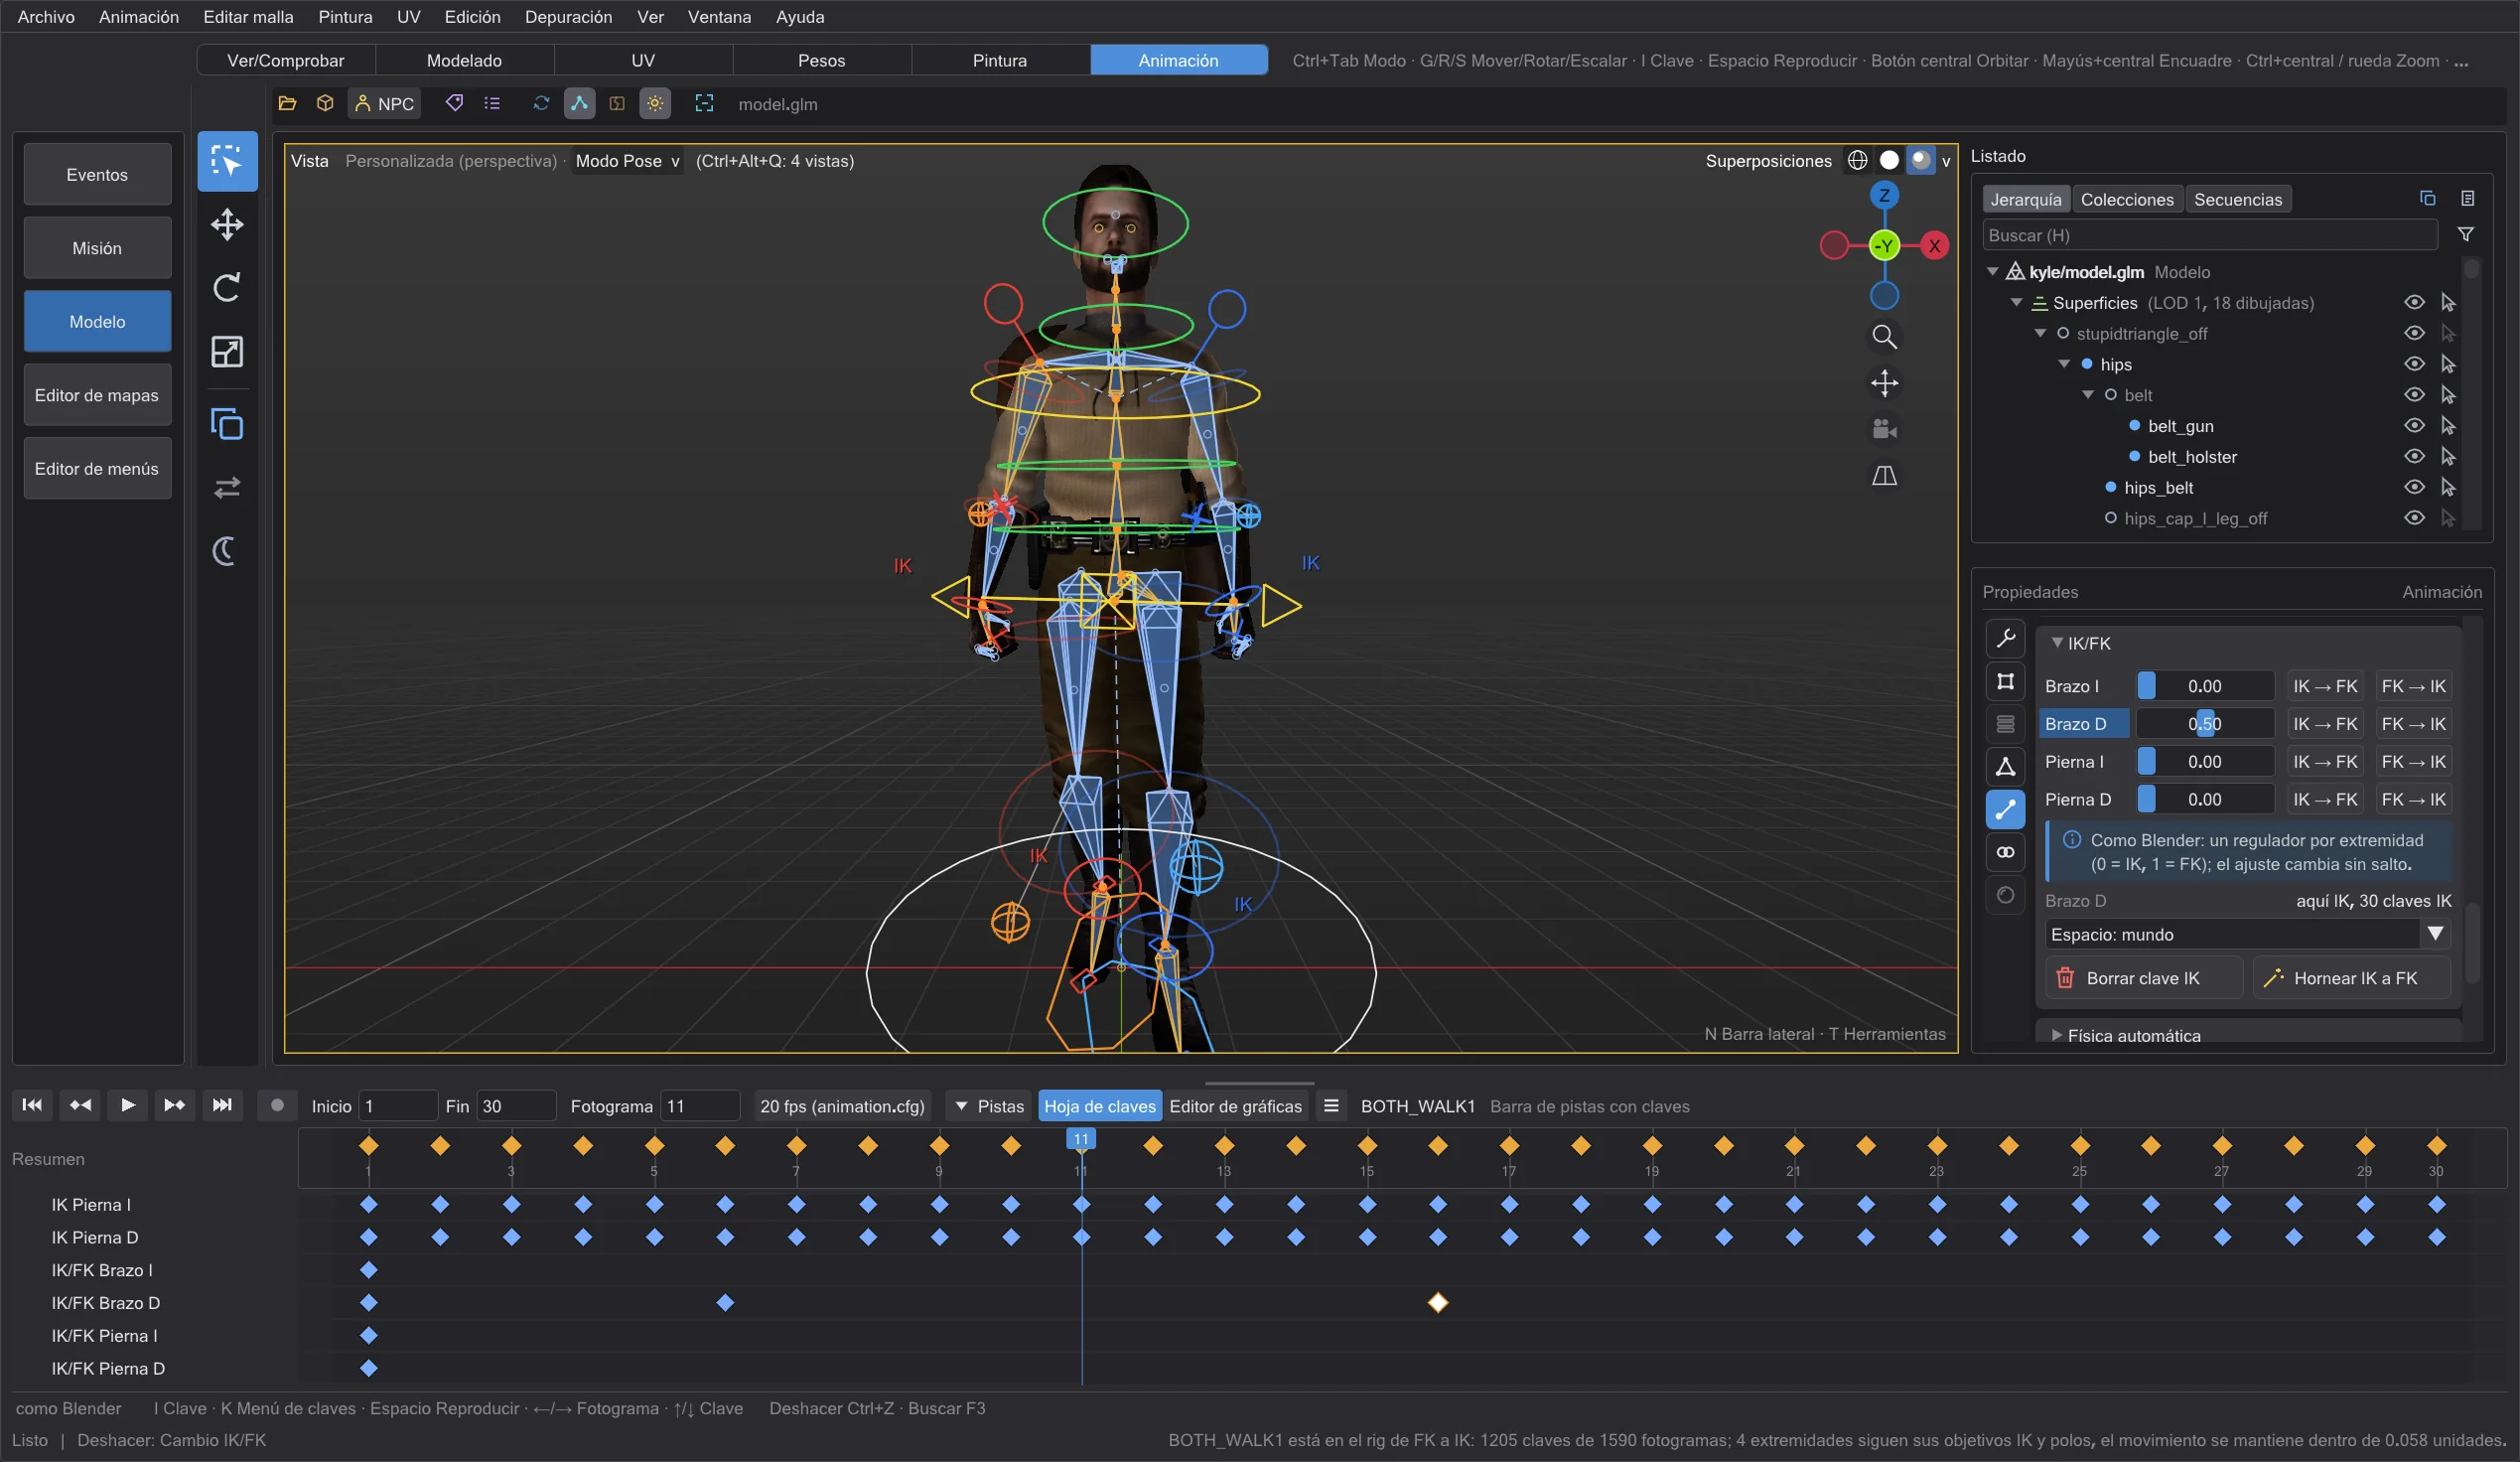 Archivo Animación Editar malla Pintura UV Edición Depuración Ver Ventana Ayuda
Ver/Comprobar Modelado UV Pesos Pintura Animación Ctrl+Tab Modo · G/R/S Mover/Rotar/Escalar · I Clave · Espacio Reproducir · Botón central Orbitar · Mayús+central Encuadre · Ctrl+central / rueda Zoom · ...
NPC model.glm
Eventos
Misión
Modelo
Editor de mapas
Editor de menús
Vista Personalizada (perspectiva) · Modo Pose v (Ctrl+Alt+Q: 4 vistas) Superposiciones v
Z
-Y X
IK IK
IK
IK
N Barra lateral · T Herramientas
Listado
Jerarquía Colecciones Secuencias
Buscar (H)
kyle/model.glm Modelo
Superficies (LOD 1, 18 dibujadas)
stupidtriangle_off
hips
belt
belt_gun
belt_holster
hips_belt
hips_cap_l_leg_off
Propiedades Animación
IK/FK
Brazo I 0.00 IK → FK FK → IK
Brazo D 0.50 IK → FK FK → IK
Pierna I 0.00 IK → FK FK → IK
Pierna D 0.00 IK → FK FK → IK
Como Blender: un regulador por extremidad
(0 = IK, 1 = FK); el ajuste cambia sin salto.
Brazo D aquí IK, 30 claves IK
Espacio: mundo
Borrar clave IK Hornear IK a FK
Física automática
Inicio 1 Fin 30 Fotograma 11 20 fps (animation.cfg) Pistas Hoja de claves Editor de gráficas BOTH_WALK1 Barra de pistas con claves
11
Resumen 1 3 5 7 9 11 13 15 17 19 21 23 25 27 29 30
IK Pierna I
IK Pierna D
IK/FK Brazo I
IK/FK Brazo D
IK/FK Pierna I
IK/FK Pierna D
como Blender I Clave · K Menú de claves · Espacio Reproducir · ←/→ Fotograma · ↑/↓ Clave Deshacer Ctrl+Z · Buscar F3
Listo | Deshacer: Cambio IK/FK BOTH_WALK1 está en el rig de FK a IK: 1205 claves de 1590 fotogramas; 4 extremidades siguen sus objetivos IK y polos, el movimiento se mantiene dentro de 0.058 unidades.